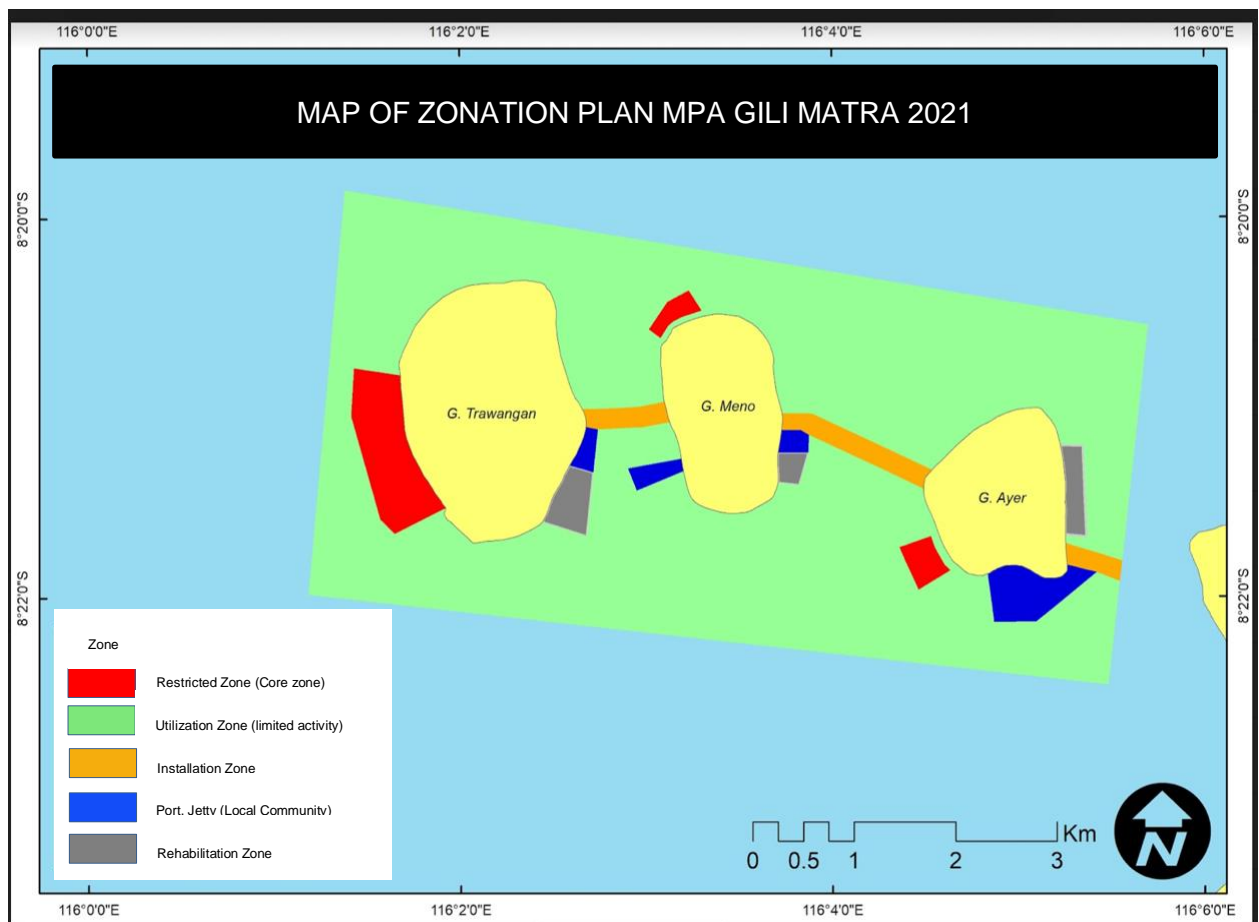 116°0'0"E 116°2'0"E 116°4'0"E 116°6'0"E
MAP OF ZONATION PLAN MPA GILI MATRA 2021
8°20'0"S 8°20'0"S
G. Trawangan
G. Meno
G. Ayer
8°22'0"S 8°22'0"S
Zone
Restricted Zone (Core zone)
Utilization Zone (limited activity)
Installation Zone
Port, Jetty (Local Community)
Rehabilitation Zone
Km
0 0.5 1 2 3
N
116°0'0"E 116°2'0"E 116°4'0"E 116°6'0"E